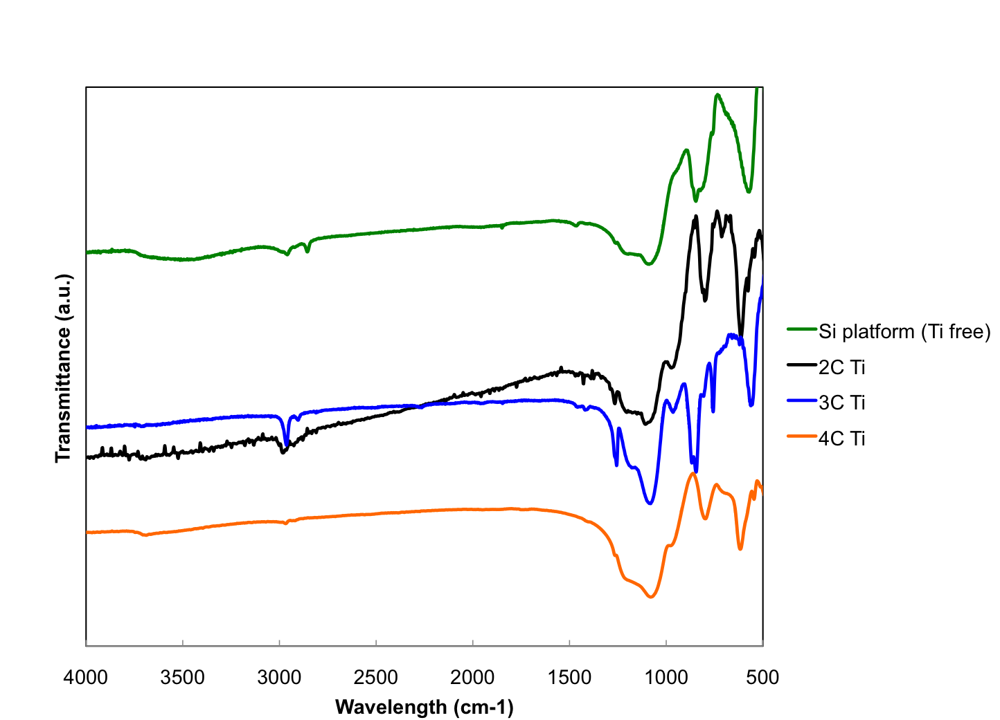 Transmittance (a.u.)
Si platform (Ti free)
2C Ti
3C Ti
4C Ti
4000 3500 3000 2500 2000 1500 1000 500
Wavelength (cm-1)